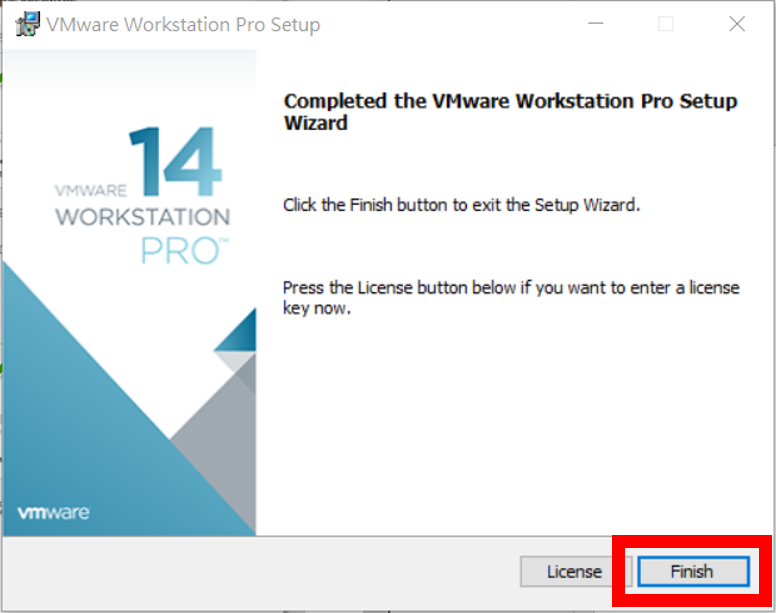 VMware Workstation Pro Setup
Completed the VMware Workstation Pro Setup
Wizard
14
VMWARE
WORKSTATION
PRO™
Click the Finish button to exit the Setup Wizard.
Press the License button below if you want to enter a license
key now.
vmware
License
Finish